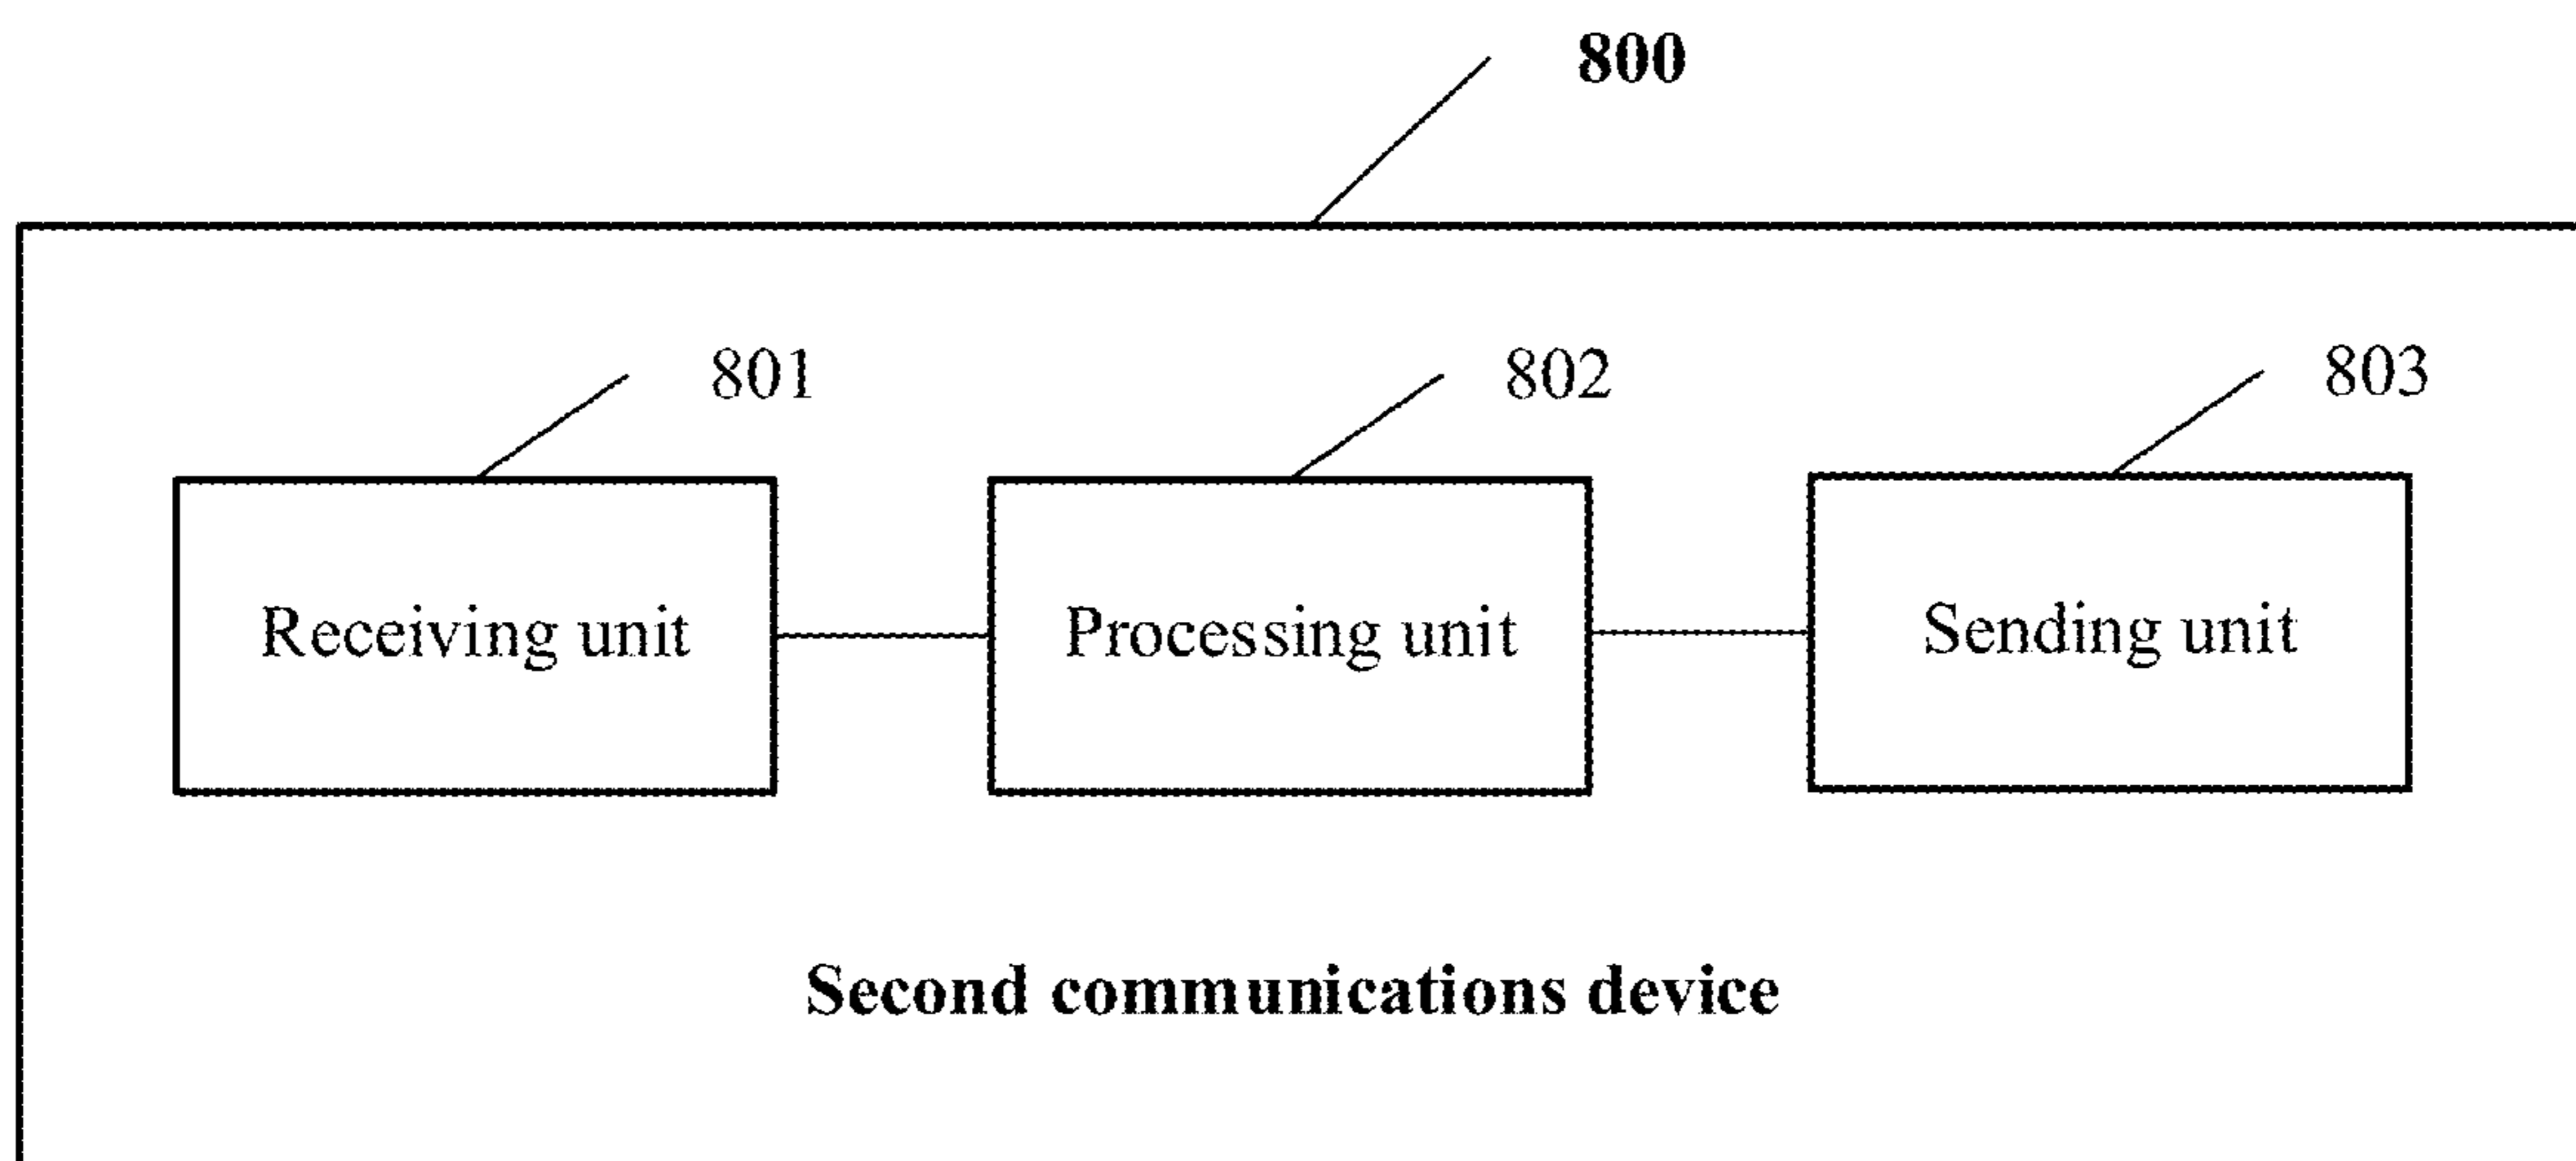 800
801 802 803
Receiving unit Processing unit Sending unit
Second communications device